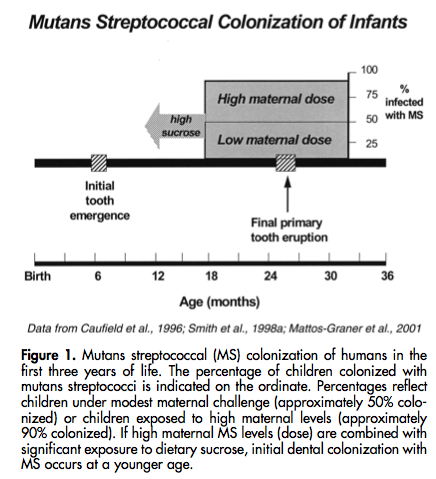 Mutans Streptococcal Colonization of Infants
100
75
50
25
%
infected
with MS
High maternal dose
high
sucrose
Low maternal dose
Initial
tooth
emergence
Final primary
tooth eruption
Birth 6 12 18 24 30 36
Age (months)
Data from Caufield et al., 1996; Smith et al., 1998a; Mattos-Graner et al., 2001
Figure 1. Mutans streptococcal (MS) colonization of humans in the
first three years of life. The percentage of children colonized with
mutans streptococci is indicated on the ordinate. Percentages reflect
children under modest maternal challenge (approximately 50% colo-
nized) or children exposed to high maternal levels (approximately
90% colonized). If high maternal MS levels (dose) are combined with
significant exposure to dietary sucrose, initial dental colonization with
MS occurs at a younger age.